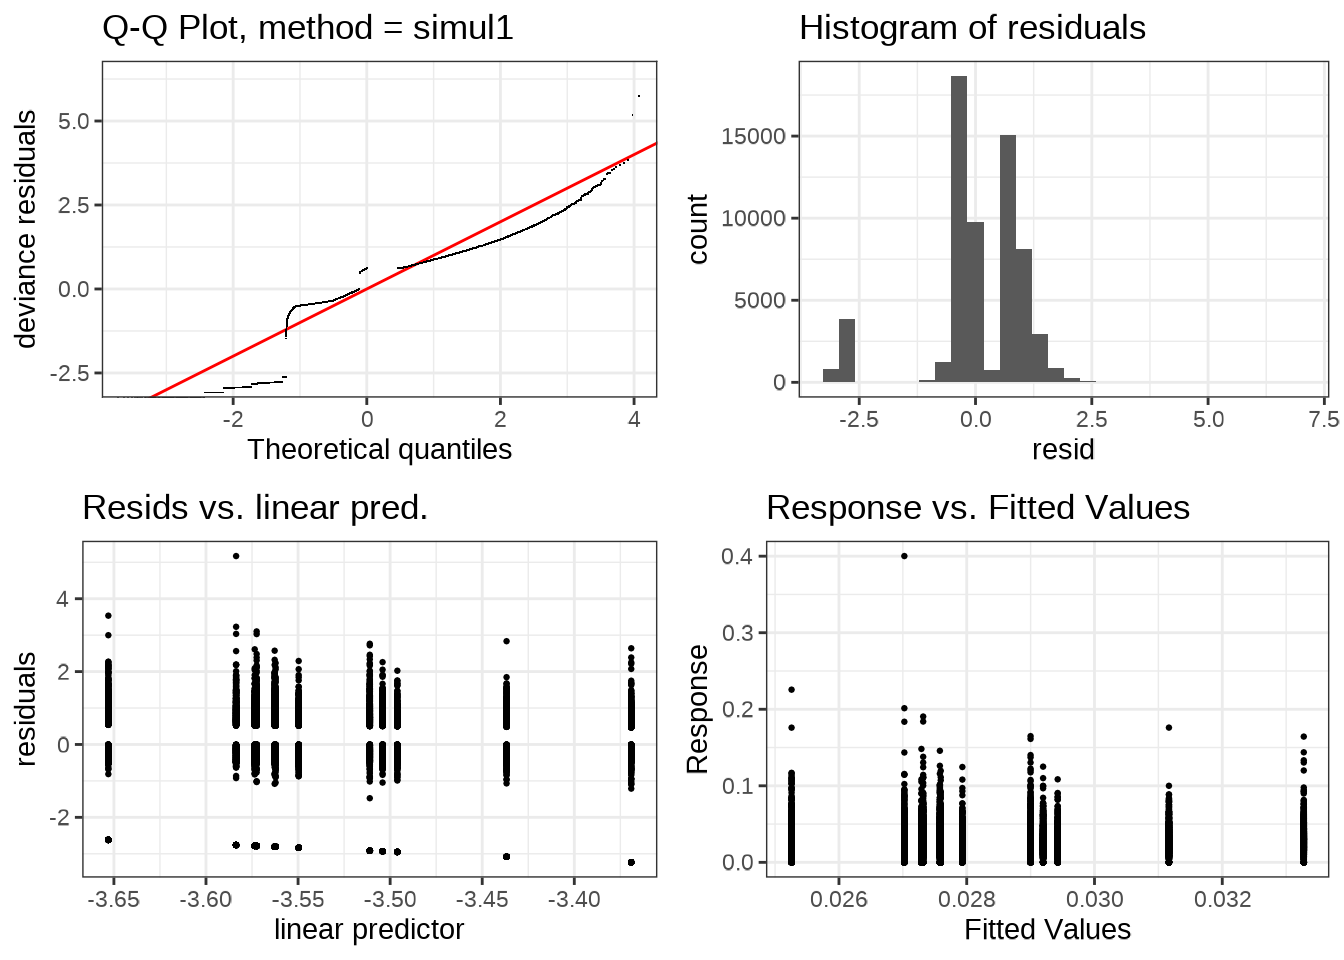 Q-Q Plot, method = simul1
deviance residuals
5.0
2.5
0.0
-2.5
-2 0 2 4
Theoretical quantiles
Histogram of residuals
count
15000
10000
5000
0
-2.5 0.0 2.5 5.0 7.5
resid
Resids vs. linear pred.
residuals
4
2
0
-2
-3.65 -3.60 -3.55 -3.50 -3.45 -3.40
linear predictor
Response vs. Fitted Values
Response
0.4
0.3
0.2
0.1
0.0
0.026 0.028 0.030 0.032
Fitted Values